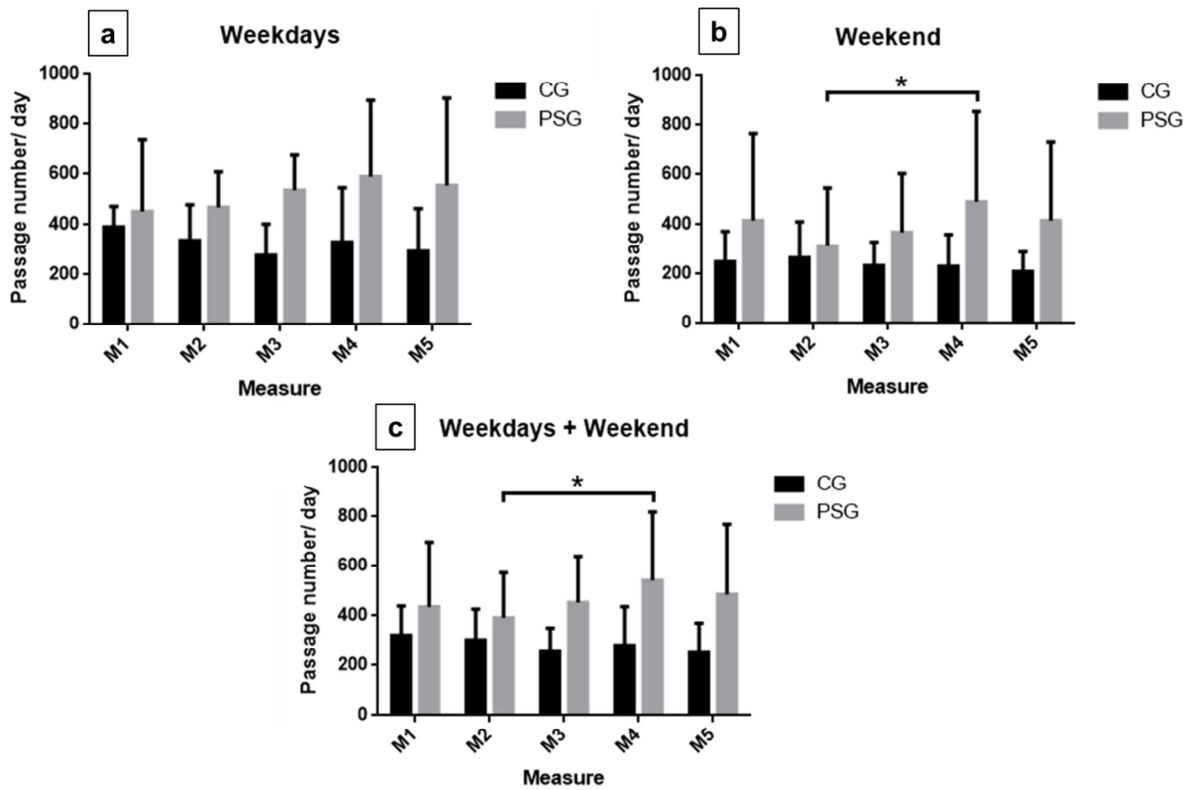 a
Weekdays
Passage number/ day
1000
800
600
400
200
0
M1 M2 M3 M4 M5
Measure
CG
PSG
b
Weekend
Passage number/ day
1000
800
600
400
200
0
*
M1 M2 M3 M4 M5
Measure
CG
PSG
c
Weekdays + Weekend
Passage number/ day
1000
800
600
400
200
0
*
M1 M2 M3 M4 M5
Measure
CG
PSG